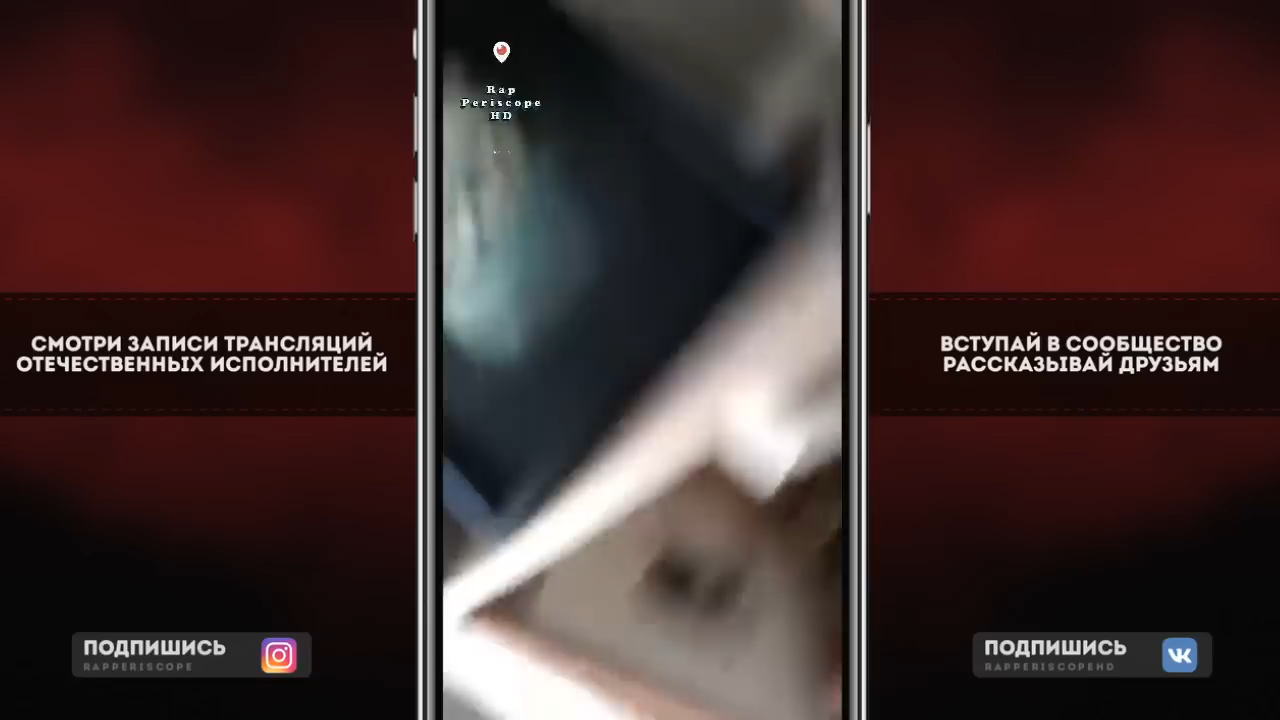 Rap
Periscope
HD
СМОТРИ ЗАПИСИ ТРАНСЛЯЦИЙ
ОТЕЧЕСТВЕННЫХ ИСПОЛНИТЕЛЕЙ
ВСТУПАЙ В СООБЩЕСТВО
РАССКАЗЫВАЙ ДРУЗЬЯМ
ПОДПИШИСЬ
RAPPERISCOPE
ПОДПИШИСЬ
RAPPERISCOPEHD